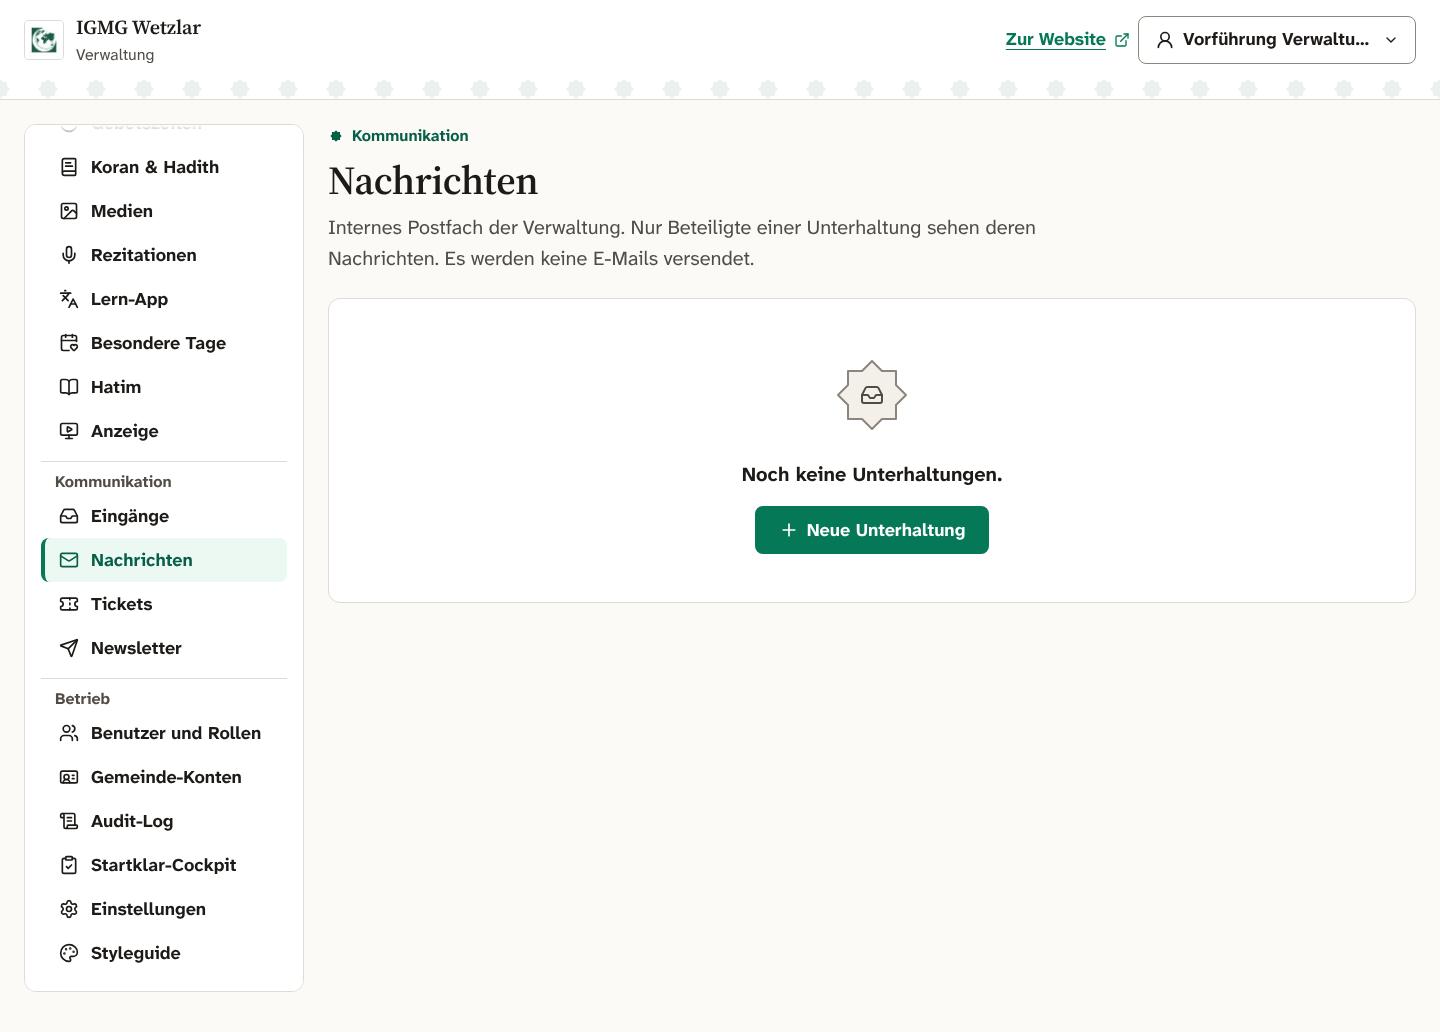 IGMG Wetzlar
Verwaltung
Zur Website
Vorführung Verwaltu...
Koran & Hadith
Medien
Rezitationen
Lern-App
Besondere Tage
Hatim
Anzeige
Kommunikation
Eingänge
Nachrichten
Tickets
Newsletter
Betrieb
Benutzer und Rollen
Gemeinde-Konten
Audit-Log
Startklar-Cockpit
Einstellungen
Styleguide
Kommunikation
Nachrichten
Internes Postfach der Verwaltung. Nur Beteiligte einer Unterhaltung sehen deren
Nachrichten. Es werden keine E-Mails versendet.
Noch keine Unterhaltungen.
Neue Unterhaltung